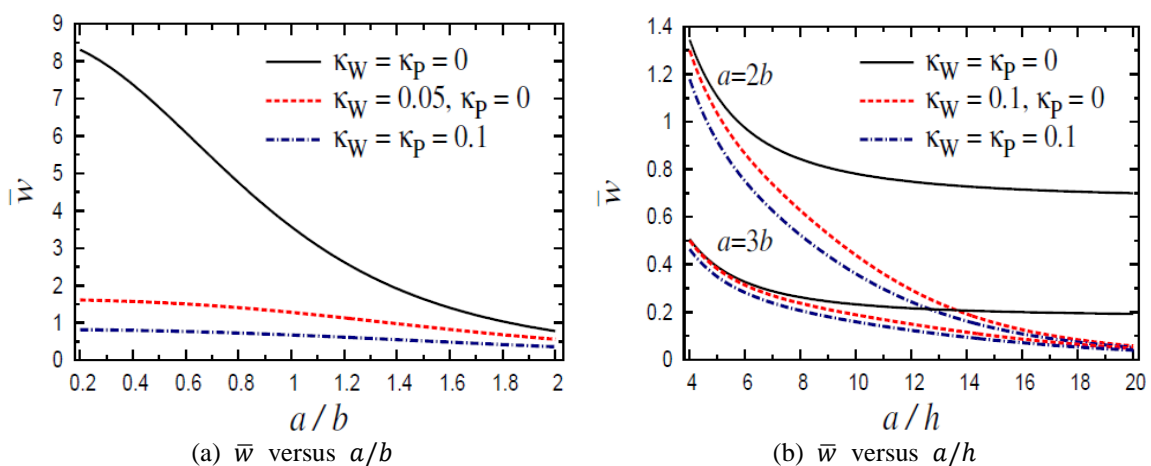 9
8
7
6
5
4
3
2
1
0
w̄
κW = κP = 0
κW = 0.05, κP = 0
κW = κP = 0.1
0.2 0.4 0.6 0.8 1 1.2 1.4 1.6 1.8 2
a / b
(a) w̄ versus a/b
1.4
1.2
1
0.8
0.6
0.4
0.2
0
w̄
a=2b
a=3b
κW = κP = 0
κW = 0.1, κP = 0
κW = κP = 0.1
4 6 8 10 12 14 16 18 20
a / h
(b) w̄ versus a/h